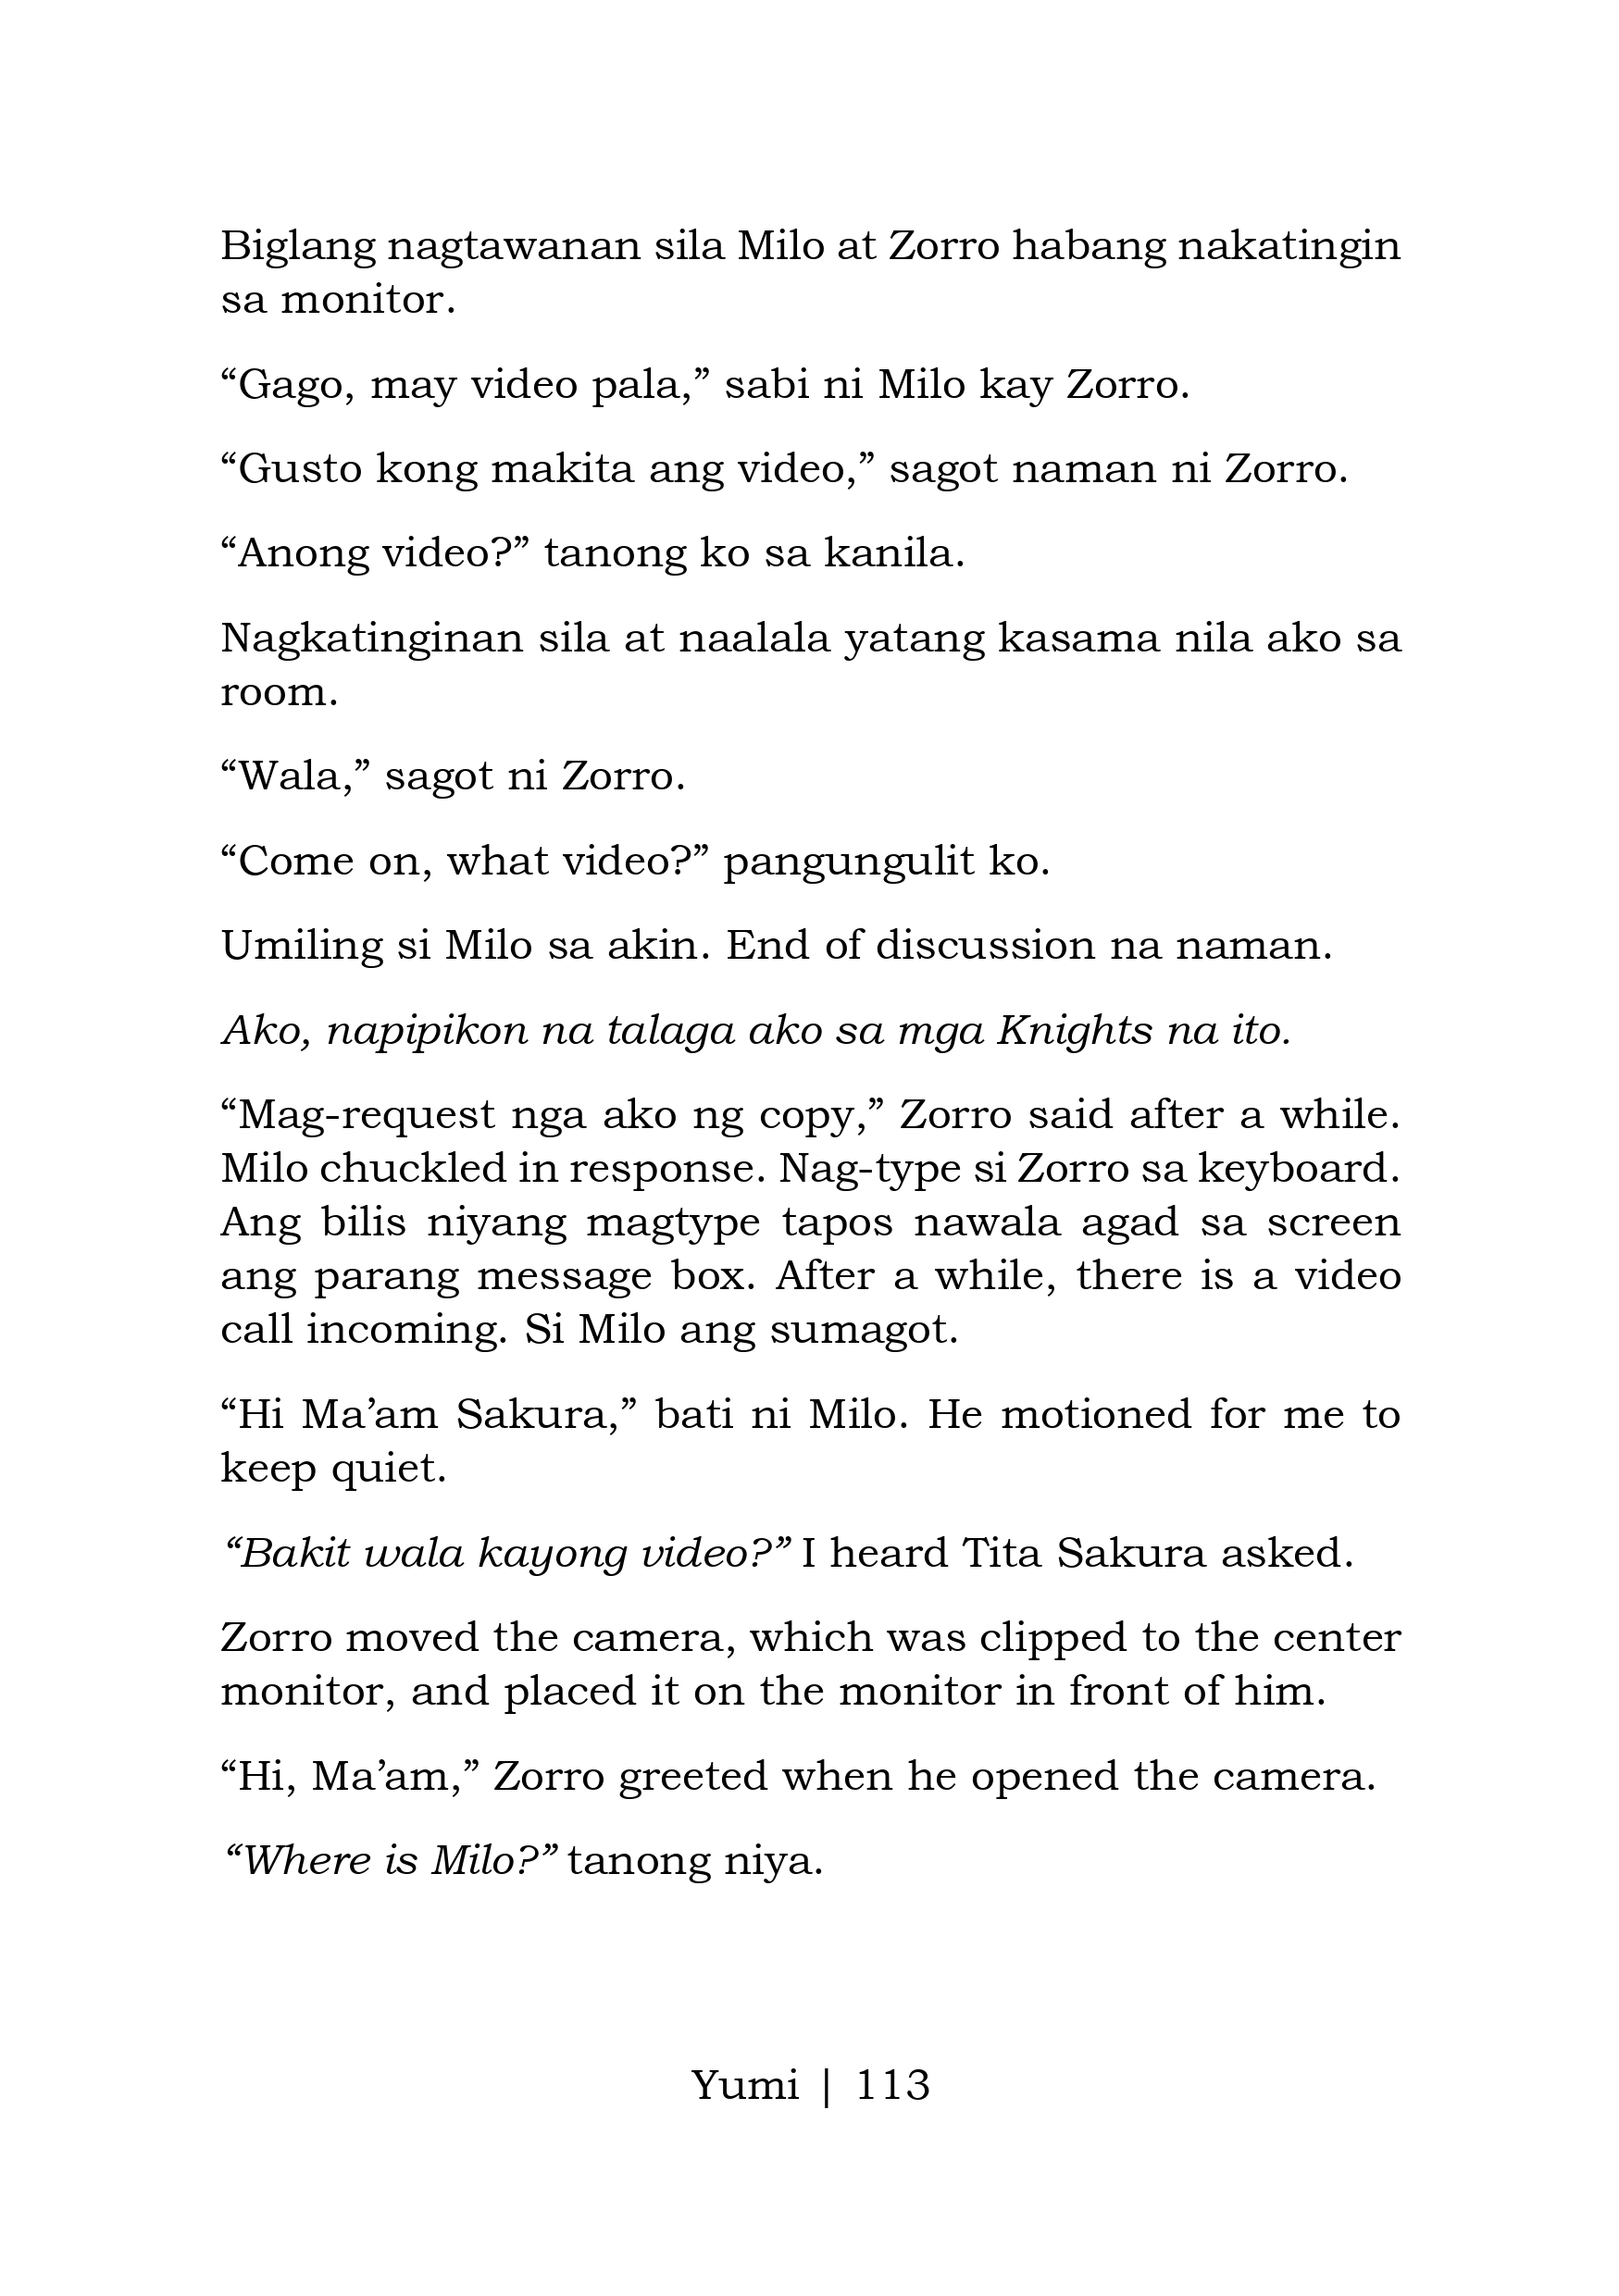 Biglang nagtawanan sila Milo at Zorro habang nakatingin
sa monitor.
“Gago, may video pala,” sabi ni Milo kay Zorro.
“Gusto kong makita ang video,” sagot naman ni Zorro.
“Anong video?” tanong ko sa kanila.
Nagkatinginan sila at naalala yatang kasama nila ako sa
room.
“Wala,” sagot ni Zorro.
“Come on, what video?” pangungulit ko.
Umiling si Milo sa akin. End of discussion na naman.
Ako, napipikon na talaga ako sa mga Knights na ito.
“Mag-request nga ako ng copy,” Zorro said after a while.
Milo chuckled in response. Nag-type si Zorro sa keyboard.
Ang bilis niyang magtype tapos nawala agad sa screen
ang parang message box. After a while, there is a video
call incoming. Si Milo ang sumagot.
“Hi Ma’am Sakura,” bati ni Milo. He motioned for me to
keep quiet.
“Bakit wala kayong video?” I heard Tita Sakura asked.
Zorro moved the camera, which was clipped to the center
monitor, and placed it on the monitor in front of him.
“Hi, Ma’am,” Zorro greeted when he opened the camera.
“Where is Milo?” tanong niya.
Yumi | 113